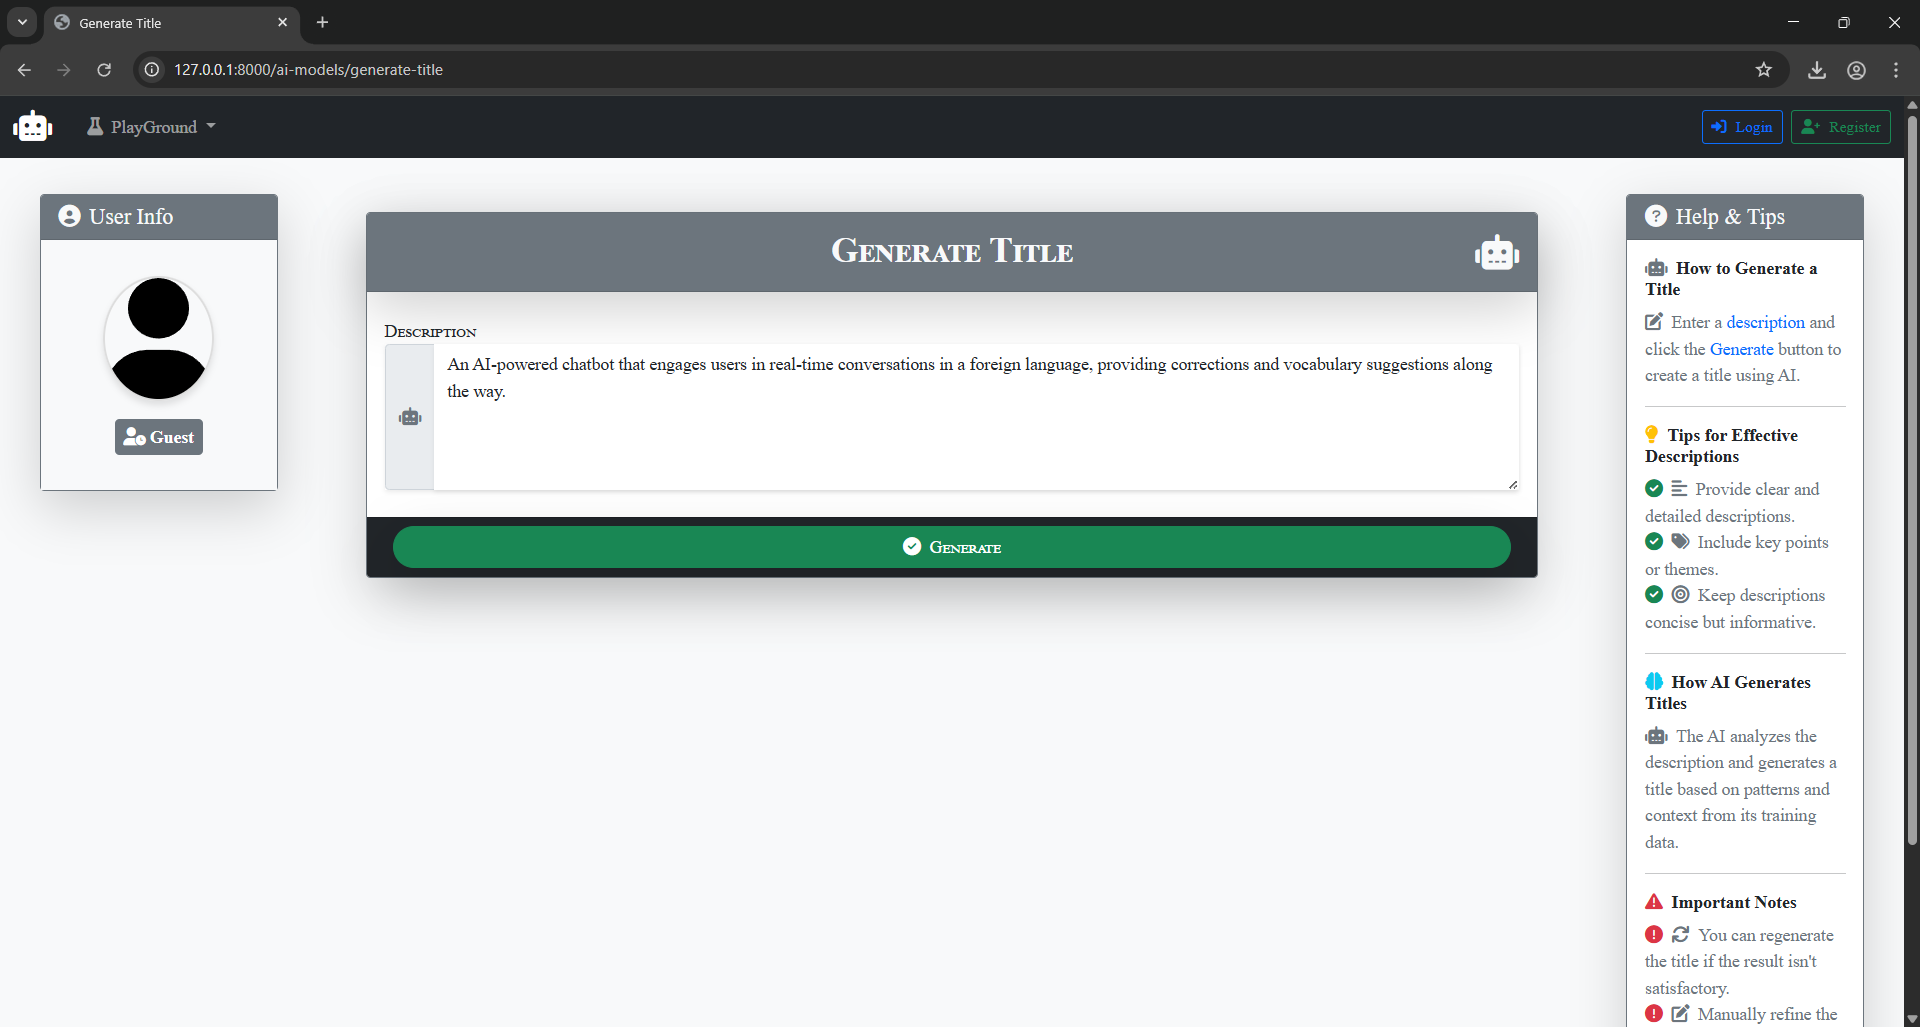 Generate Title
127.0.0.1:8000/ai-models/generate-title
PlayGround
Login
Register
User Info
Guest
Generate Title
Description
An AI-powered chatbot that engages users in real-time conversations in a foreign language, providing corrections and vocabulary suggestions along
the way.
Generate
Help & Tips
How to Generate a
Title
Enter a description and
click the Generate button to
create a title using AI.
Tips for Effective
Descriptions
Provide clear and
detailed descriptions.
Include key points
or themes.
Keep descriptions
concise but informative.
How AI Generates
Titles
The AI analyzes the
description and generates a
title based on patterns and
context from its training
data.
Important Notes
You can regenerate
the title if the result isn't
satisfactory.
Manually refine the